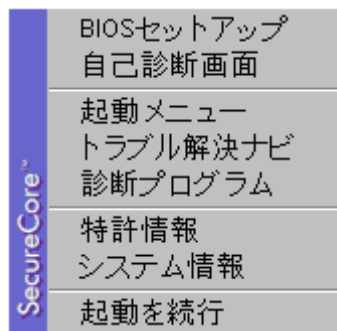 BIOSセットアップ
自己診断画面
起動メニュー
トラブル解決ナビ
診断プログラム
特許情報
システム情報
起動を続行
SecureCore™